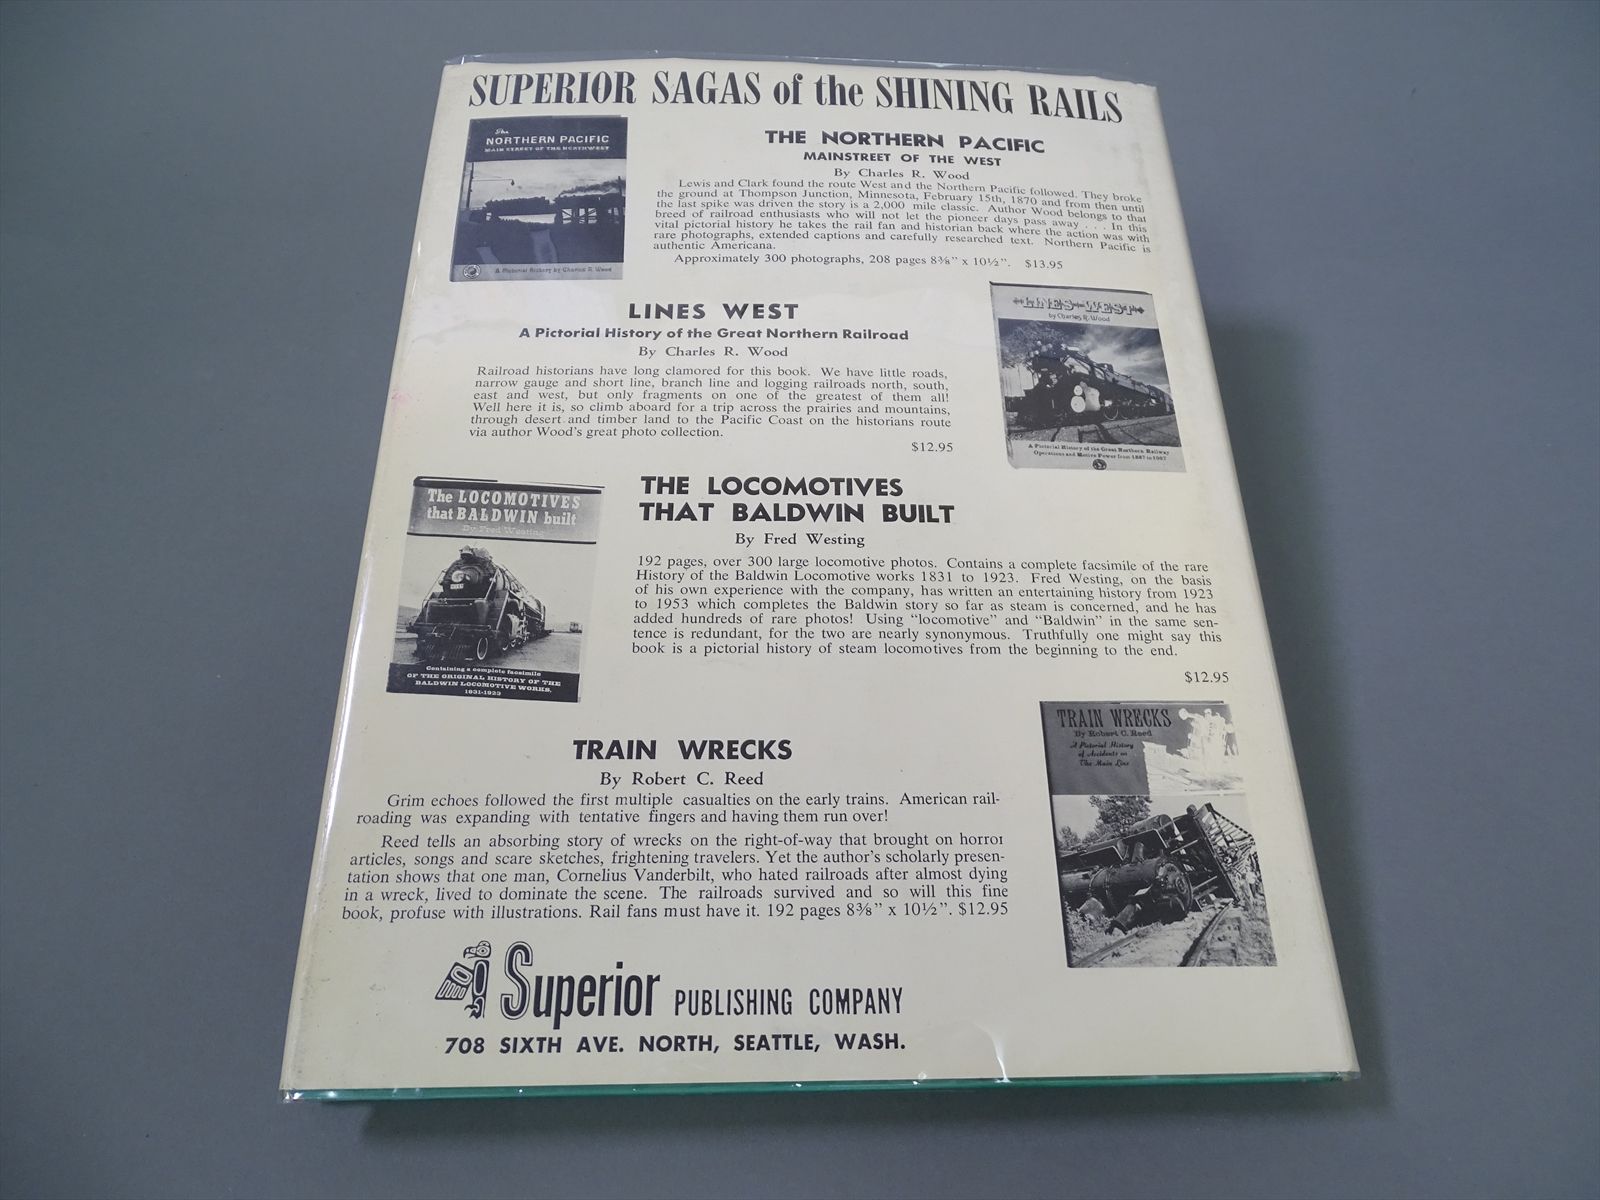 SUPERIOR SAGAS of the SHINING RAILS
The
NORTHERN PACIFIC
MAIN STREET OF THE NORTHWEST
A Pictorial History by Charles R. Wood
THE NORTHERN PACIFIC
MAINSTREET OF THE WEST
By Charles R. Wood
Lewis and Clark found the route West and the Northern Pacific followed. They broke
the ground at Thompson Junction, Minnesota, February 15th, 1870 and from then until
the last spike was driven the story is a 2,000 mile classic. Author Wood belongs to that
breed of railroad enthusiasts who will not let the pioneer days pass away . . . In this
vital pictorial history he takes the rail fan and historian back where the action was with
rare photographs, extended captions and carefully researched text. Northern Pacific is
authentic Americana.
Approximately 300 photographs, 208 pages 8⅜" x 10½". $13.95
LINES WEST
A Pictorial History of the Great Northern Railroad
By Charles R. Wood
Railroad historians have long clamored for this book. We have little roads,
narrow gauge and short line, branch line and logging railroads north, south,
east and west, but only fragments on one of the greatest of them all!
Well here it is, so climb aboard for a trip across the prairies and mountains,
through desert and timber land to the Pacific Coast on the historians route
via author Wood's great photo collection.
$12.95
LINES WEST
by Charles R. Wood
A Pictorial History of the Great Northern Railway
Operations and Motive Power from 1887 to 1967
The LOCOMOTIVES
that BALDWIN built
By Fred Westing
Containing a complete facsimile
OF THE ORIGINAL HISTORY OF THE
BALDWIN LOCOMOTIVE WORKS,
1831-1923
THE LOCOMOTIVES
THAT BALDWIN BUILT
By Fred Westing
192 pages, over 300 large locomotive photos. Contains a complete facsimile of the rare
History of the Baldwin Locomotive works 1831 to 1923. Fred Westing, on the basis
of his own experience with the company, has written an entertaining history from 1923
to 1953 which completes the Baldwin story so far as steam is concerned, and he has
added hundreds of rare photos! Using "locomotive" and "Baldwin" in the same sen-
tence is redundant, for the two are nearly synonymous. Truthfully one might say this
book is a pictorial history of steam locomotives from the beginning to the end.
$12.95
TRAIN WRECKS
By Robert C. Reed
Grim echoes followed the first multiple casualties on the early trains. American rail-
roading was expanding with tentative fingers and having them run over!
Reed tells an absorbing story of wrecks on the right-of-way that brought on horror
articles, songs and scare sketches, frightening travelers. Yet the author's scholarly presen-
tation shows that one man, Cornelius Vanderbilt, who hated railroads after almost dying
in a wreck, lived to dominate the scene. The railroads survived and so will this fine
book, profuse with illustrations. Rail fans must have it. 192 pages 8⅜" x 10½". $12.95
TRAIN WRECKS
By Robert C. Reed
A Pictorial History
of Accidents on
The Main Line
Superior PUBLISHING COMPANY
708 SIXTH AVE. NORTH, SEATTLE, WASH.